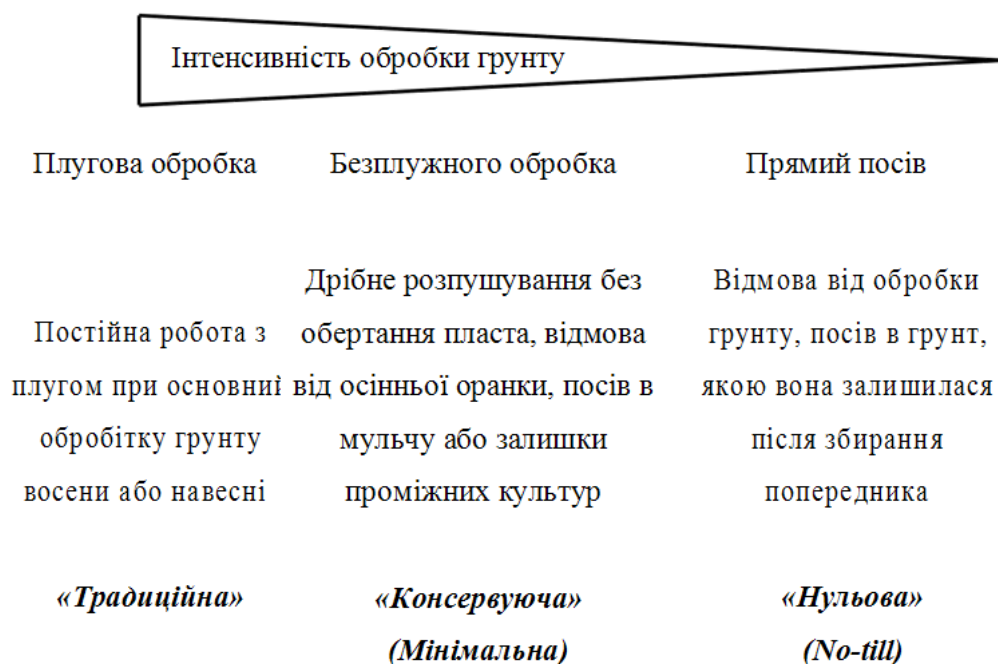 Інтенсивність обробки грунту
Плугова обробка
Безплужного обробка
Прямий посів
Постійна робота з
плугом при основний
обробітку грунту
восени або навесні
Дрібне розпушування без
обертання пласта, відмова
від осінньої оранки, посів в
мульчу або залишки
проміжних культур
Відмова від обробки
грунту, посів в грунт,
якою вона залишилася
після збирання
попередника
«Традиційна»
«Консервуюча»
(Мінімальна)
«Нульова»
(No-till)